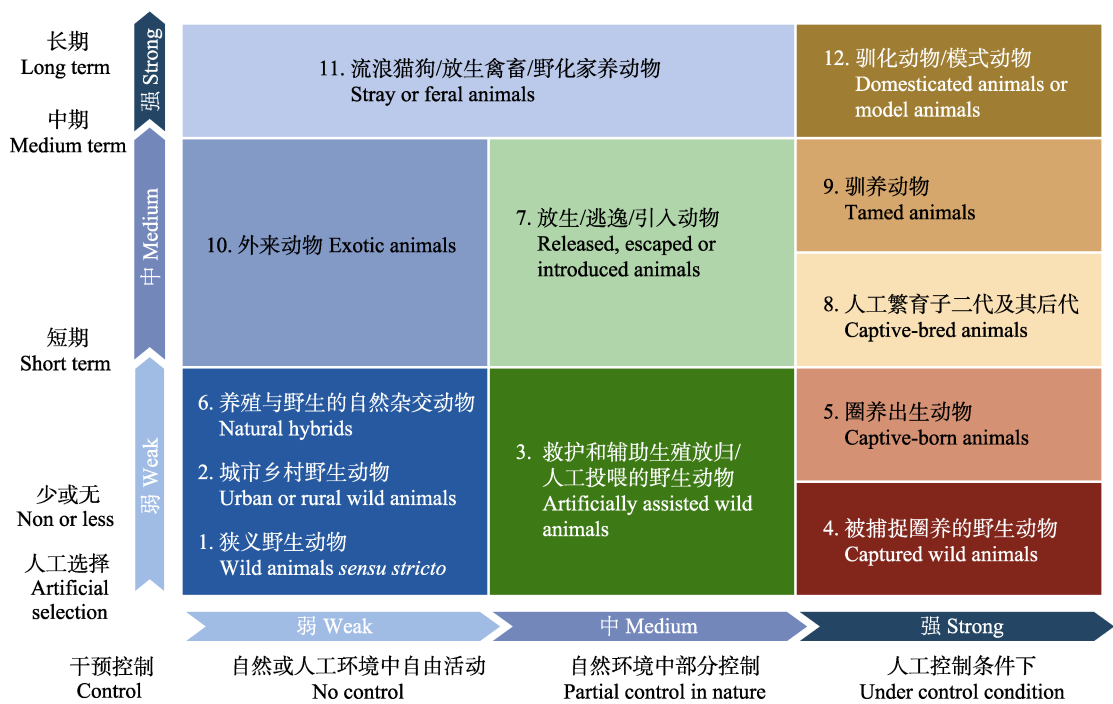 长期
Long term
强 Strong
中期
Medium term
中 Medium
短期
Short term
弱 Weak
少或无
Non or less
人工选择
Artificial
selection
11. 流浪猫狗/放生禽畜/野化家养动物
Stray or feral animals
12. 驯化动物/模式动物
Domesticated animals or
model animals
10. 外来动物 Exotic animals
7. 放生/逃逸/引入动物
Released, escaped or
introduced animals
9. 驯养动物
Tamed animals
8. 人工繁育子二代及其后代
Captive-bred animals
6. 养殖与野生的自然杂交动物
Natural hybrids
2. 城市乡村野生动物
Urban or rural wild animals
1. 狭义野生动物
Wild animals sensu stricto
3. 救护和辅助生殖放归/
人工投喂的野生动物
Artificially assisted wild
animals
5. 圈养出生动物
Captive-born animals
4. 被捕捉圈养的野生动物
Captured wild animals
弱 Weak
中 Medium
强 Strong
干预控制
Control
自然或人工环境中自由活动
No control
自然环境中部分控制
Partial control in nature
人工控制条件下
Under control condition